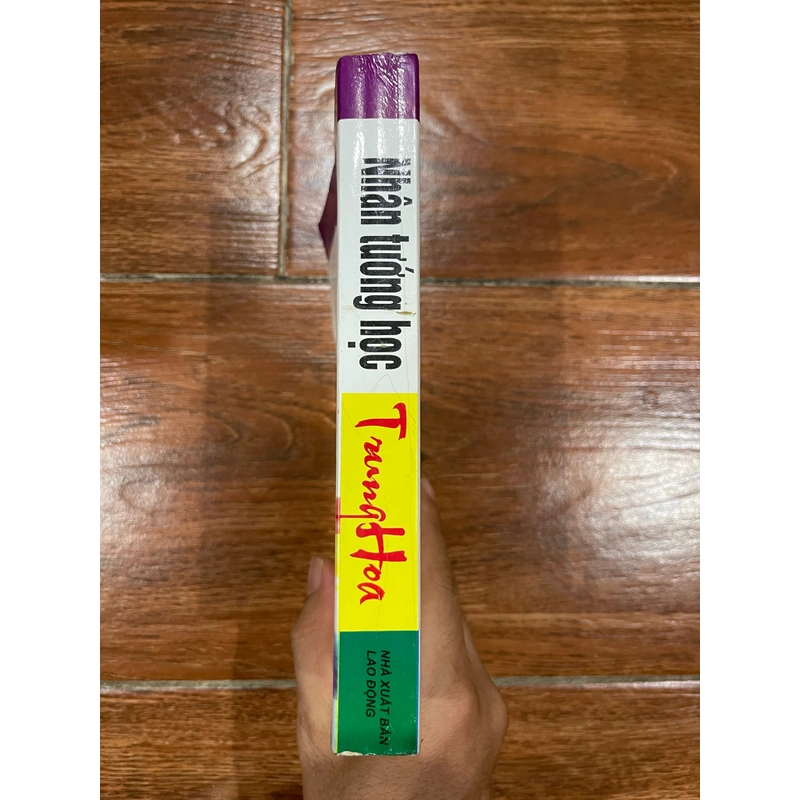 Nhân tướng học
Trung Hoa
NHÀ XUẤT BẢN
LAO ĐỘNG